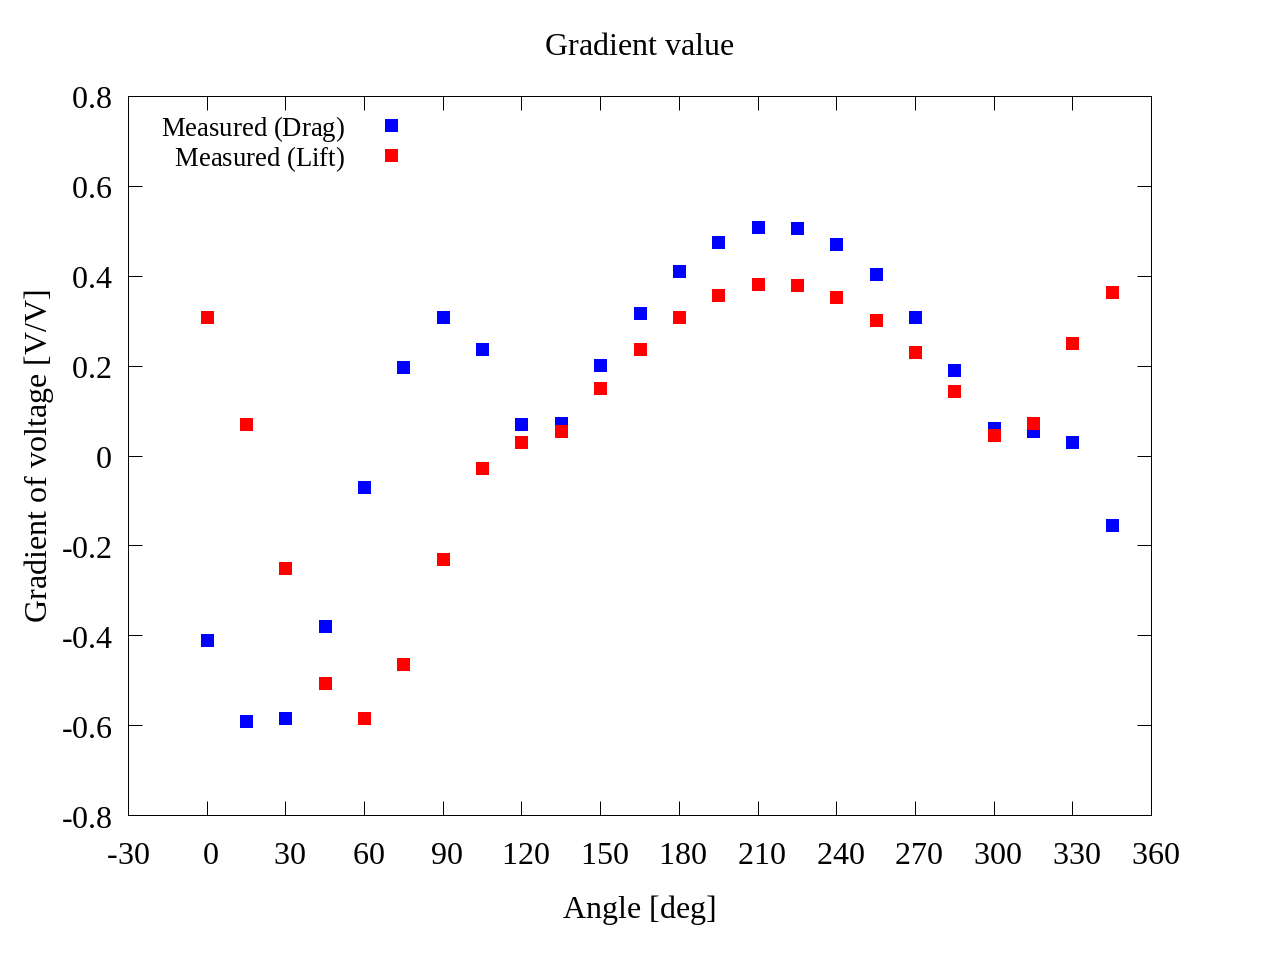 Gradient value
Measured (Drag)
Measured (Lift)
0.8
0.6
0.4
0.2
0
-0.2
-0.4
-0.6
-0.8
Gradient of voltage [V/V]
-30 0 30 60 90 120 150 180 210 240 270 300 330 360
Angle [deg]